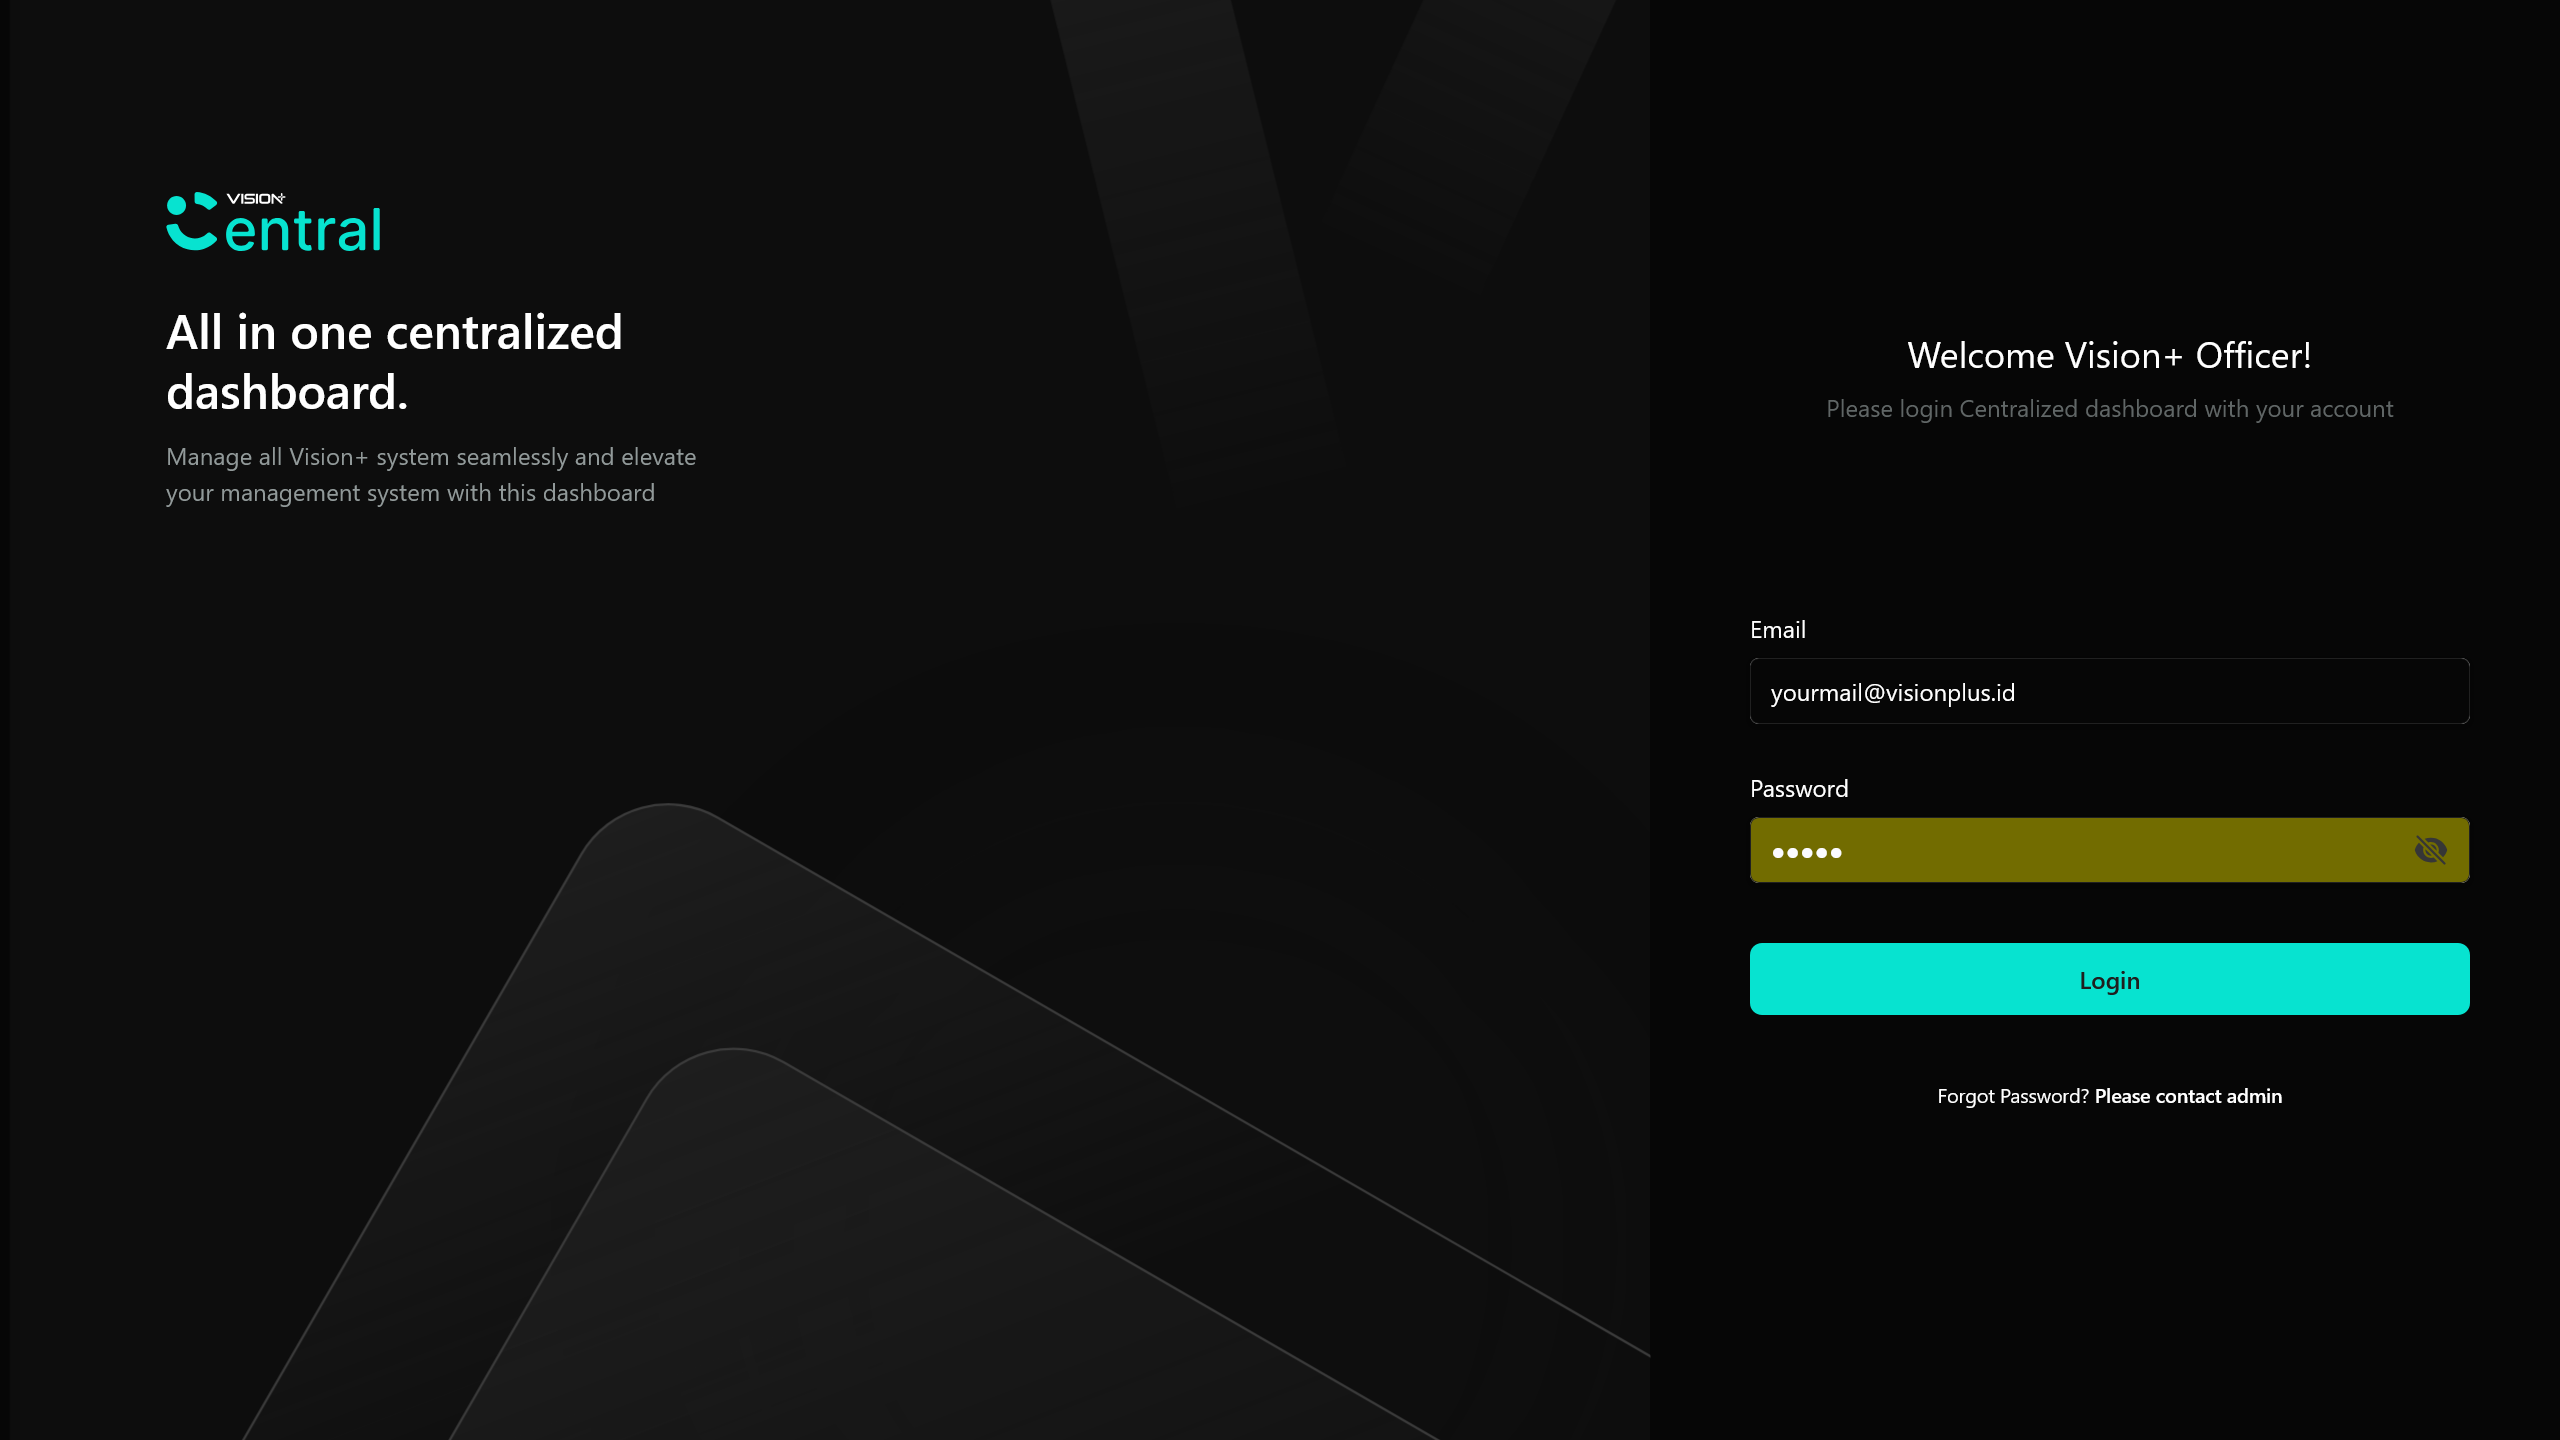 VISION+
Central
All in one centralized
dashboard.
Manage all Vision+ system seamlessly and elevate
your management system with this dashboard
Welcome Vision+ Officer!
Please login Centralized dashboard with your account
Email
yourmail@visionplus.id
Password
•••••
Login
Forgot Password? Please contact admin